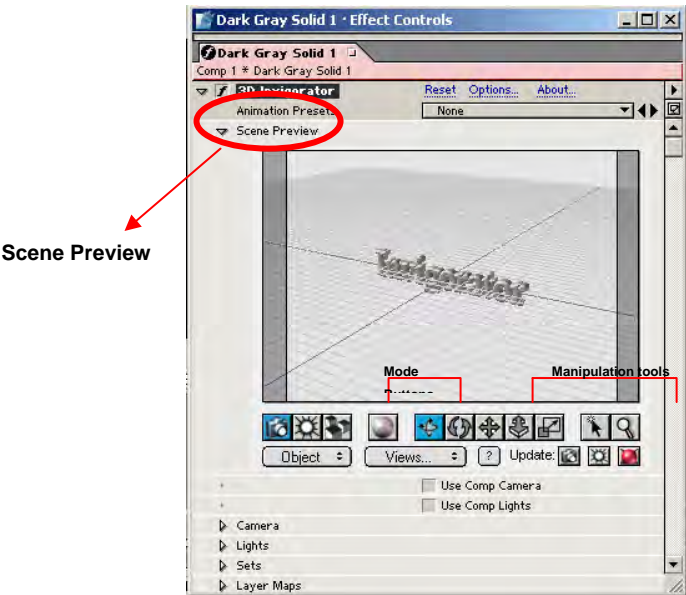 Dark Gray Solid 1 · Effect Controls
Dark Gray Solid 1
Comp 1 * Dark Gray Solid 1
3D Invigorator Reset Options... About...
Animation Presets None
Scene Preview
Scene Preview
Invigorator
Mode Manipulation tools
Buttons
Object Views... ? Update:
Use Comp Camera
Use Comp Lights
Camera
Lights
Sets
Layer Maps